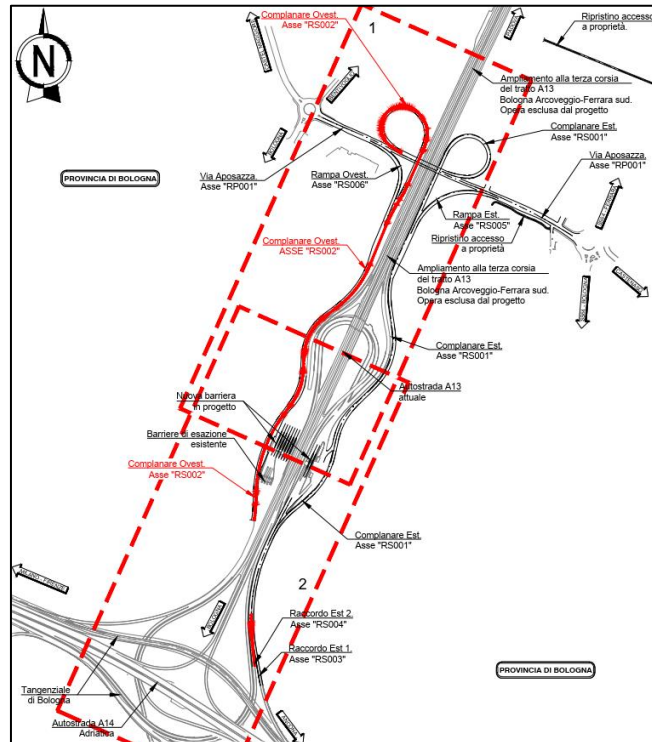 Complanare Ovest.
Asse "RS002"
1
Ripristino accesso
a proprietà.
N
Ampliamento alla terza corsia
del tratto A13
Bologna Arcoveggio-Ferrara sud.
Opera esclusa dal progetto
Complanare Est.
Asse "RS001"
Via Aposazza.
Asse "RP001"
Via Aposazza.
Asse "RP001"
Rampa Ovest.
Asse "RS006"
PROVINCIA DI BOLOGNA
Rampa Est.
Asse "RS005"
Ripristino accesso
a proprietà
Complanare Ovest.
ASSE "RS002"
Ampliamento alla terza corsia
del tratto A13
Bologna Arcoveggio-Ferrara sud.
Opera esclusa dal progetto
Complanare Est.
Asse "RS001"
Autostrada A13
attuale
Nuova barriera
in progetto
Barriere di esazione
esistente
Complanare Ovest.
Asse "RS002"
Complanare Est.
Asse "RS001"
2
Raccordo Est 2.
Asse "RS004"
Raccordo Est 1.
Asse "RS003"
PROVINCIA DI BOLOGNA
Tangenziale
di Bologna
Autostrada A14
Adriatica